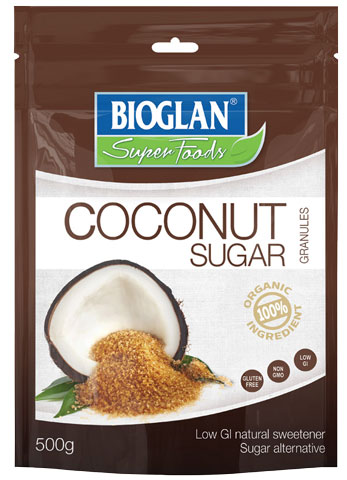 BIOGLAN®
Super Foods
COCONUT
SUGAR
GRANULES
ORGANIC
100%
INGREDIENT
GLUTEN
FREE
NON
GMO
LOW
GI
500g
Low GI natural sweetener
Sugar alternative